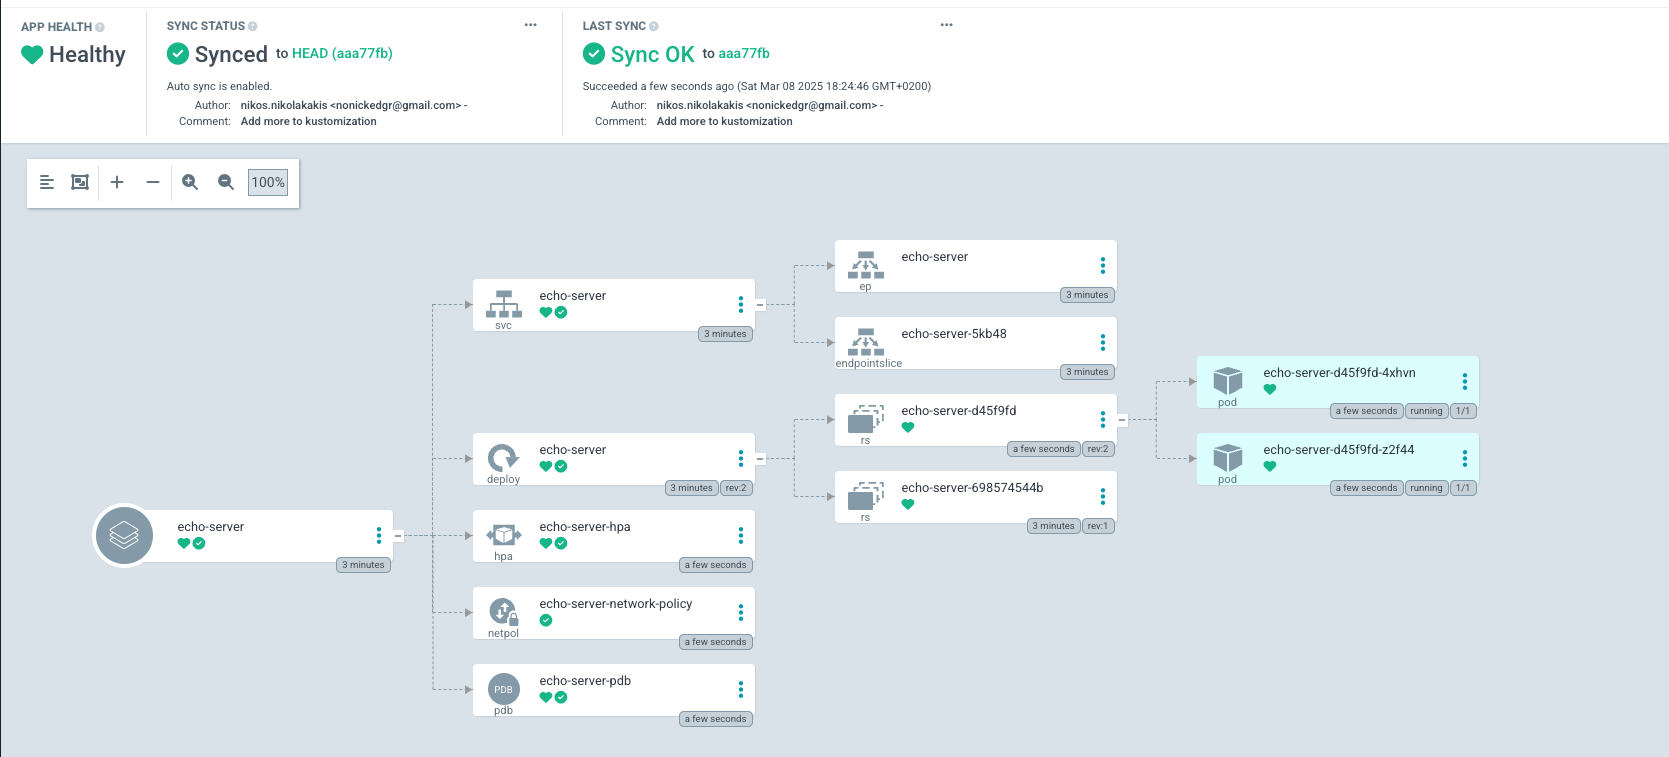 APP HEALTH
Healthy
SYNC STATUS
Synced to HEAD (aaa77fb)
Auto sync is enabled.
Author: nikos.nikolakakis <nonickedgr@gmail.com> -
Comment: Add more to kustomization
LAST SYNC
Sync OK to aaa77fb
Succeeded a few seconds ago (Sat Mar 08 2025 18:24:46 GMT+0200)
Author: nikos.nikolakakis <nonickedgr@gmail.com> -
Comment: Add more to kustomization
100%
echo-server
3 minutes
echo-server
svc
3 minutes
echo-server
deploy
3 minutes rev:2
echo-server-hpa
hpa
a few seconds
echo-server-network-policy
netpol
a few seconds
echo-server-pdb
PDB
pdb
a few seconds
echo-server
ep
3 minutes
echo-server-5kb48
endpointslice
3 minutes
echo-server-d45f9fd
rs
a few seconds rev:2
echo-server-698574544b
rs
3 minutes rev:1
echo-server-d45f9fd-4xhvn
pod
a few seconds running 1/1
echo-server-d45f9fd-z2f44
pod
a few seconds running 1/1